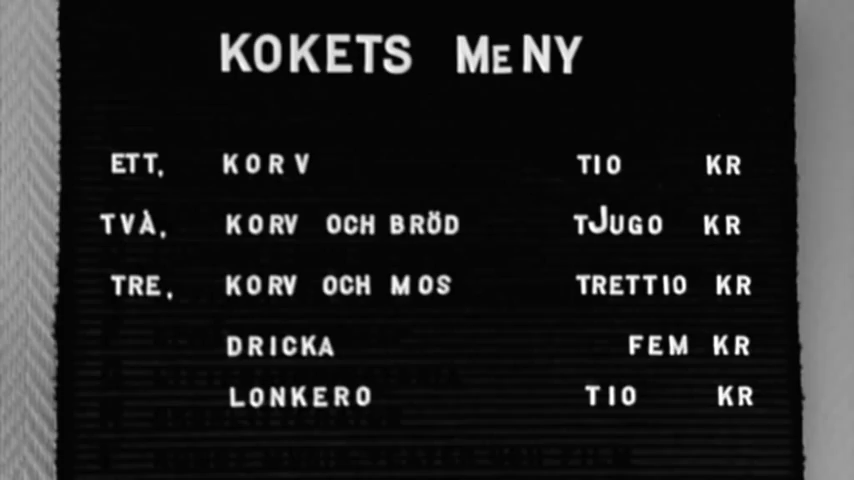 KOKETS MeNY
ETT, KORV TIO KR
TVÅ, KORV OCH BRÖD TJUGO KR
TRE, KORV OCH MOS TRETTIO KR
DRICKA FEM KR
LONKERO TIO KR